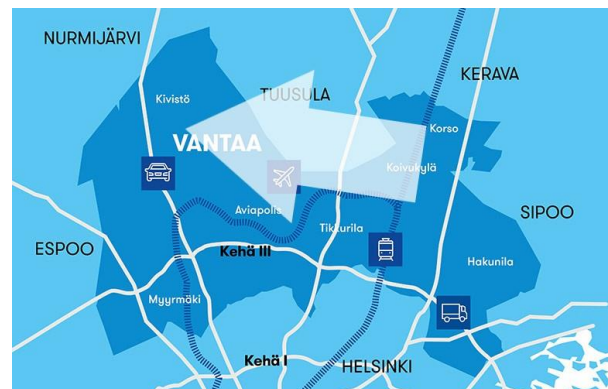 NURMIJÄRVI
KERAVA
TUUSULA
Kivistö
VANTAA
Korso
Koivukylä
Aviapolis
Tikkurila
SIPOO
ESPOO
Kehä III
Hakunila
Myyrmäki
Kehä I
HELSINKI